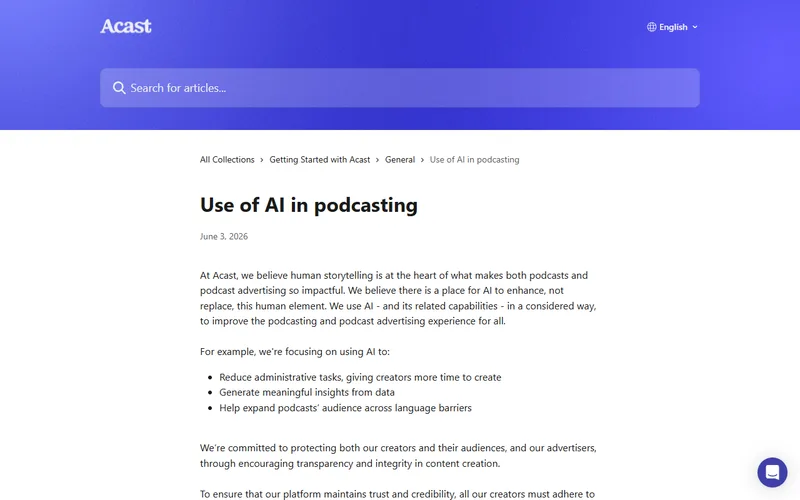 Acast
English
Search for articles...
All Collections > Getting Started with Acast > General > Use of AI in podcasting
Use of AI in podcasting
June 3, 2026
At Acast, we believe human storytelling is at the heart of what makes both podcasts and
podcast advertising so impactful. We believe there is a place for AI to enhance, not
replace, this human element. We use AI - and its related capabilities - in a considered way,
to improve the podcasting and podcast advertising experience for all.
For example, we're focusing on using AI to:
• Reduce administrative tasks, giving creators more time to create
• Generate meaningful insights from data
• Help expand podcasts' audience across language barriers
We're committed to protecting both our creators and their audiences, and our advertisers,
through encouraging transparency and integrity in content creation.
To ensure that our platform maintains trust and credibility, all our creators must adhere to